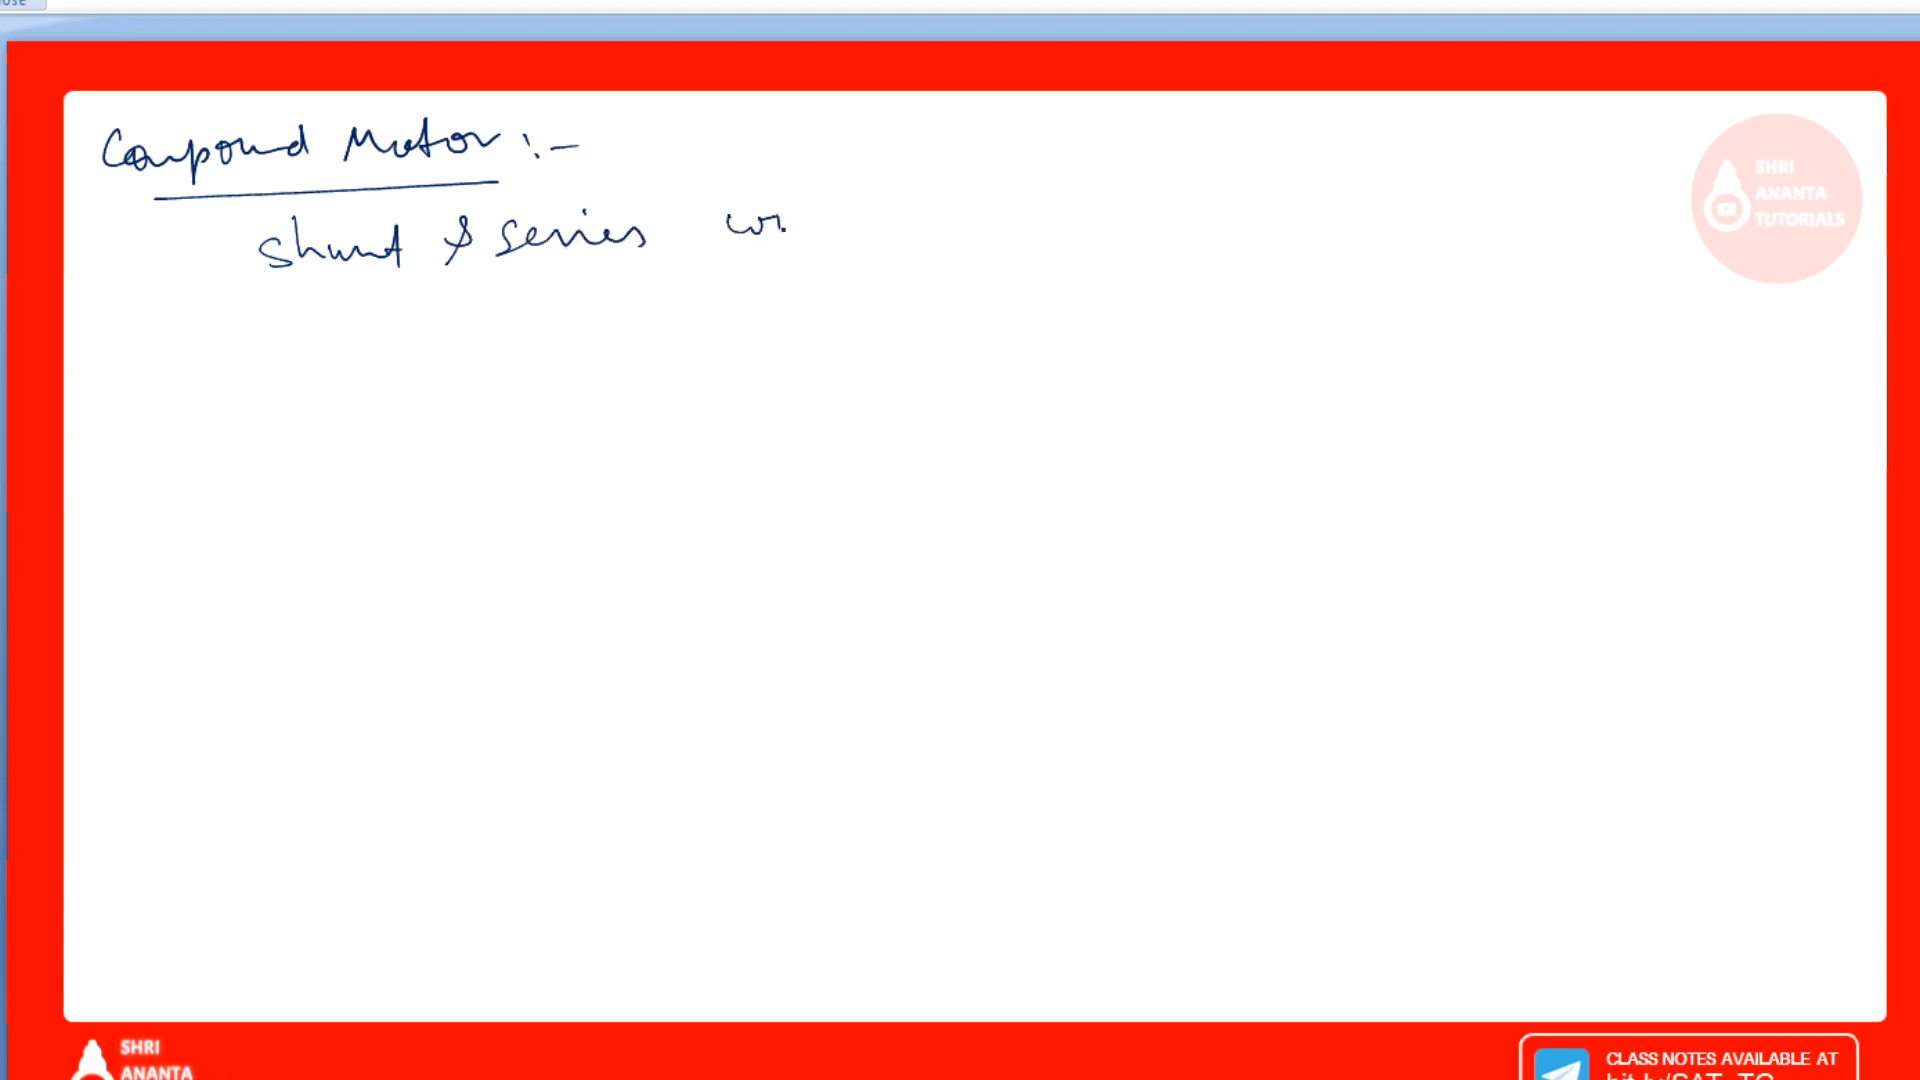 Compound Motor :-
Shunt & Series
SHRI
ANANTA
TUTORIALS
SHRI
ANANTA
CLASS NOTES AVAILABLE AT